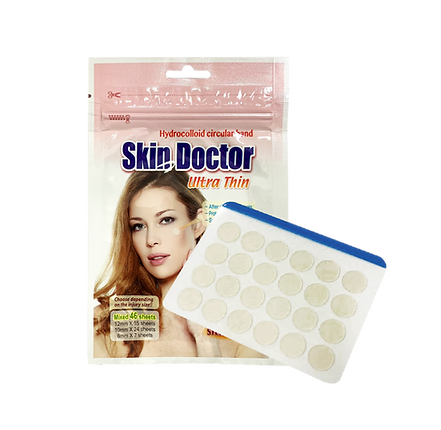 Hydrocolloid circular band
Skin Doctor
Ultra Thin
Choose depending
on the injury size!!
Mixed 46 sheets
12mm X 15 sheets
10mm X 24 sheets
8mm X 7 sheets